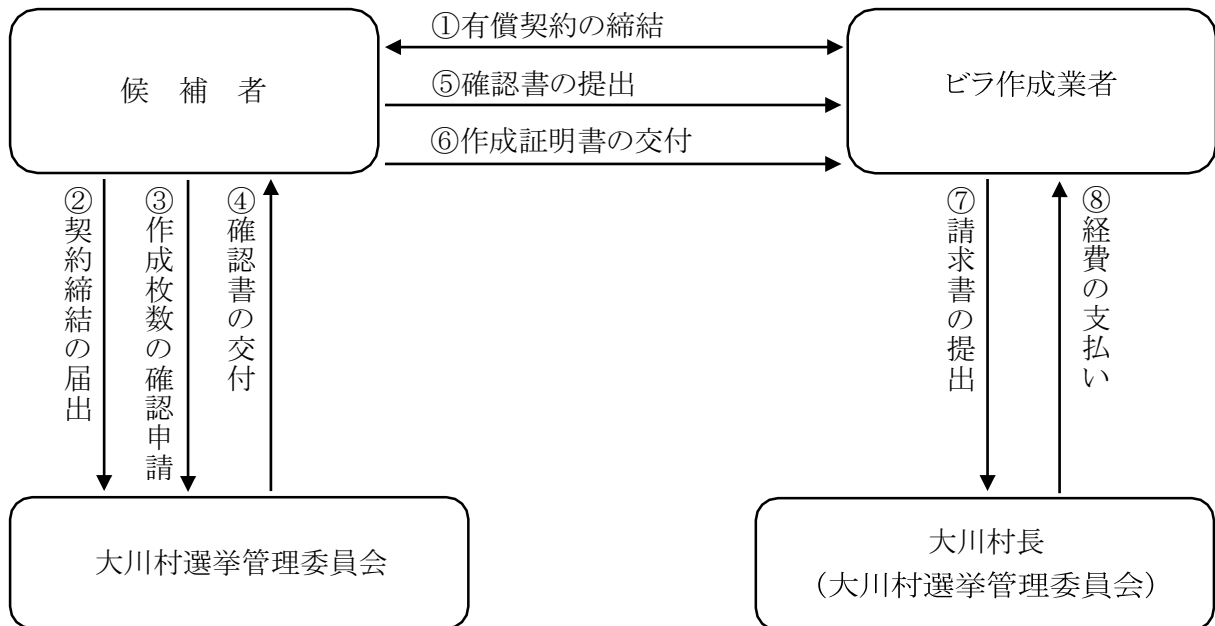 候補者
①有償契約の締結
⑤確認書の提出
⑥作成証明書の交付
ビラ作成業者
②契約締結の届出
③作成枚数の確認申請
④確認書の交付
⑦請求書の提出
⑧経費の支払い
大川村選挙管理委員会
大川村長
（大川村選挙管理委員会）